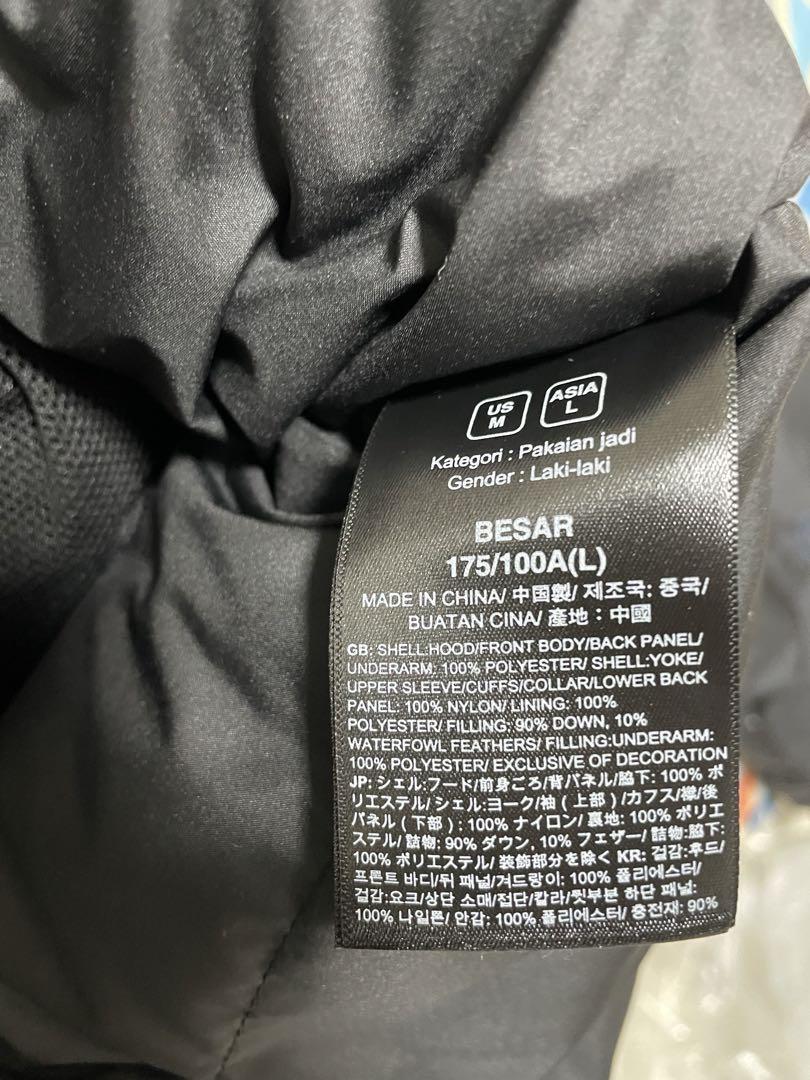 US M ASIA L
Kategori : Pakaian jadi
Gender : Laki-laki
BESAR
175/100A(L)
MADE IN CHINA/ 中国製/ 제조국: 중국/
BUATAN CINA/ 產地 : 中國
GB: SHELL:HOOD/FRONT BODY/BACK PANEL/
UNDERARM: 100% POLYESTER/ SHELL:YOKE/
UPPER SLEEVE/CUFFS/COLLAR/LOWER BACK
PANEL: 100% NYLON/ LINING: 100%
POLYESTER/ FILLING: 90% DOWN, 10%
WATERFOWL FEATHERS/ FILLING:UNDERARM:
100% POLYESTER/ EXCLUSIVE OF DECORATION
JP: シェル:フード/前身ごろ/背パネル/脇下: 100% ポ
リエステル/ シェル:ヨーク/袖 ( 上部 ) /カフス/襟/後
パネル ( 下部 ) : 100% ナイロン/ 裏地: 100% ポリエ
ステル/ 詰物: 90% ダウン, 10% フェザー/ 詰物:脇下:
100% ポリエステル/ 装飾部分を除く KR: 겉감:후드/
프론트 바디/뒤 패널/겨드랑이: 100% 폴리에스터/
겉감:요크/상단 소매/절단/칼라/뒷부분 하단 패널:
100% 나일론/ 안감: 100% 폴리에스터/ 충전재: 90%